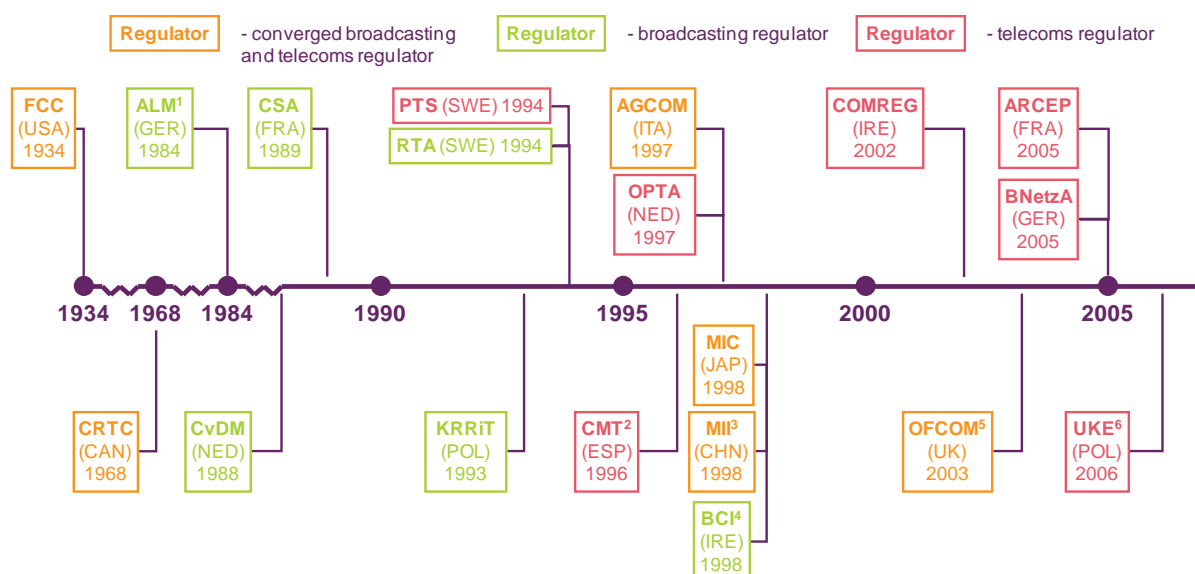 Regulator - converged broadcasting and telecoms regulator
Regulator - broadcasting regulator
Regulator - telecoms regulator
FCC
(USA)
1934
ALM¹
(GER)
1984
CSA
(FRA)
1989
PTS (SWE) 1994
RTA (SWE) 1994
AGCOM
(ITA)
1997
OPTA
(NED)
1997
COMREG
(IRE)
2002
ARCEP
(FRA)
2005
BNetzA
(GER)
2005
1934
1968
1984
1990
1995
2000
2005
CRTC
(CAN)
1968
CvDM
(NED)
1988
KRRiT
(POL)
1993
CMT²
(ESP)
1996
MIC
(JAP)
1998
MII³
(CHN)
1998
BCI⁴
(IRE)
1998
OFCOM⁵
(UK)
2003
UKE⁶
(POL)
2006